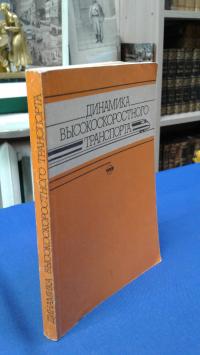 ДИНАМИКА
ВЫСОКОСКОРОСТНОГО
ТРАНСПОРТА
ДИНАМИКА ВЫСОКОСКОРОСТНОГО ТРАНСПОРТА